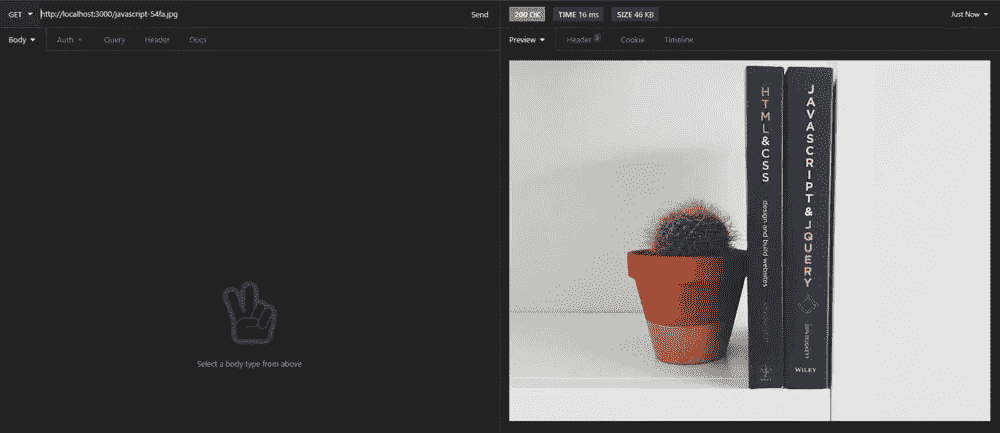 GET http://localhost:3000/javascript-54fa.jpg Send
200 OK TIME 16 ms SIZE 46 KB Just Now
Body Auth Query Header Docs
Preview Header Cookie Timeline
Select a body type from above
HTML & CSS
design and build websites
JAVASCRIPT & JQUERY
JON DUCKETT
WILEY